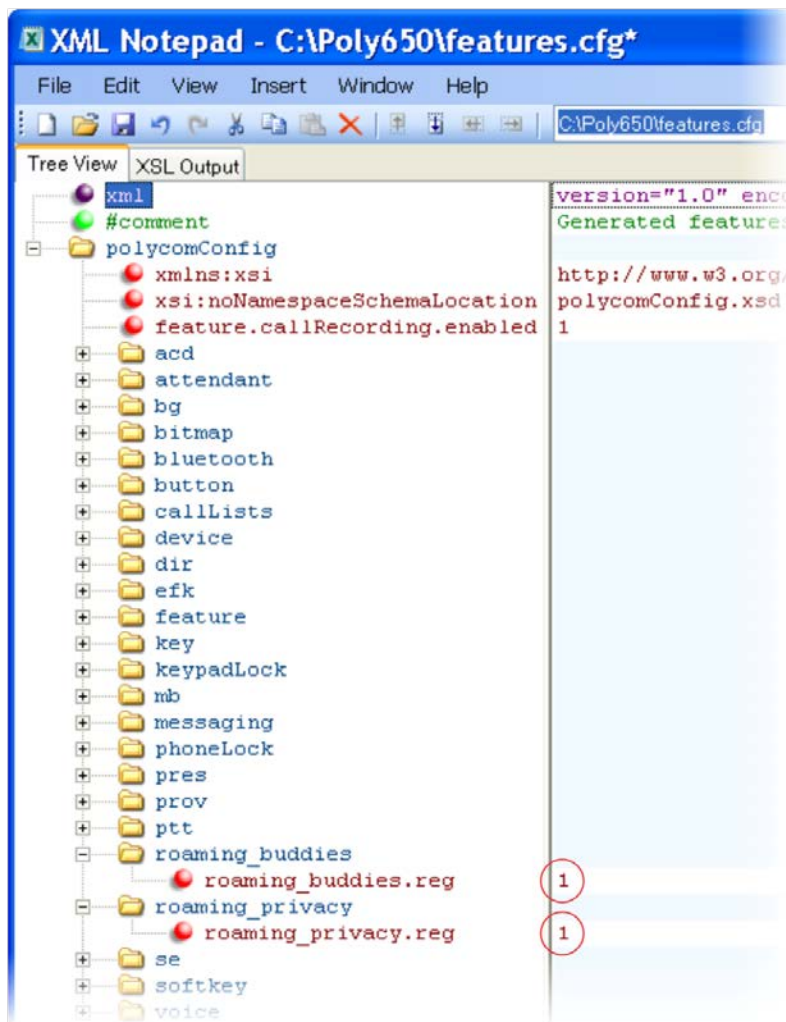 XML Notepad - C:\Poly650\features.cfg*
File Edit View Insert Window Help
C:\Poly650\features.cfg
Tree View XSL Output
xml version="1.0" enc
#comment Generated features
polycomConfig
xmlns:xsi http://www.w3.org/
xsi:noNamespaceSchemaLocation polycomConfig.xsd
feature.callRecording.enabled 1
acd
attendant
bg
bitmap
bluetooth
button
callLists
device
dir
efk
feature
key
keypadLock
mb
messaging
phoneLock
pres
prov
ptt
roaming_buddies
roaming_buddies.reg 1
roaming_privacy
roaming_privacy.reg 1
se
softkey
voice